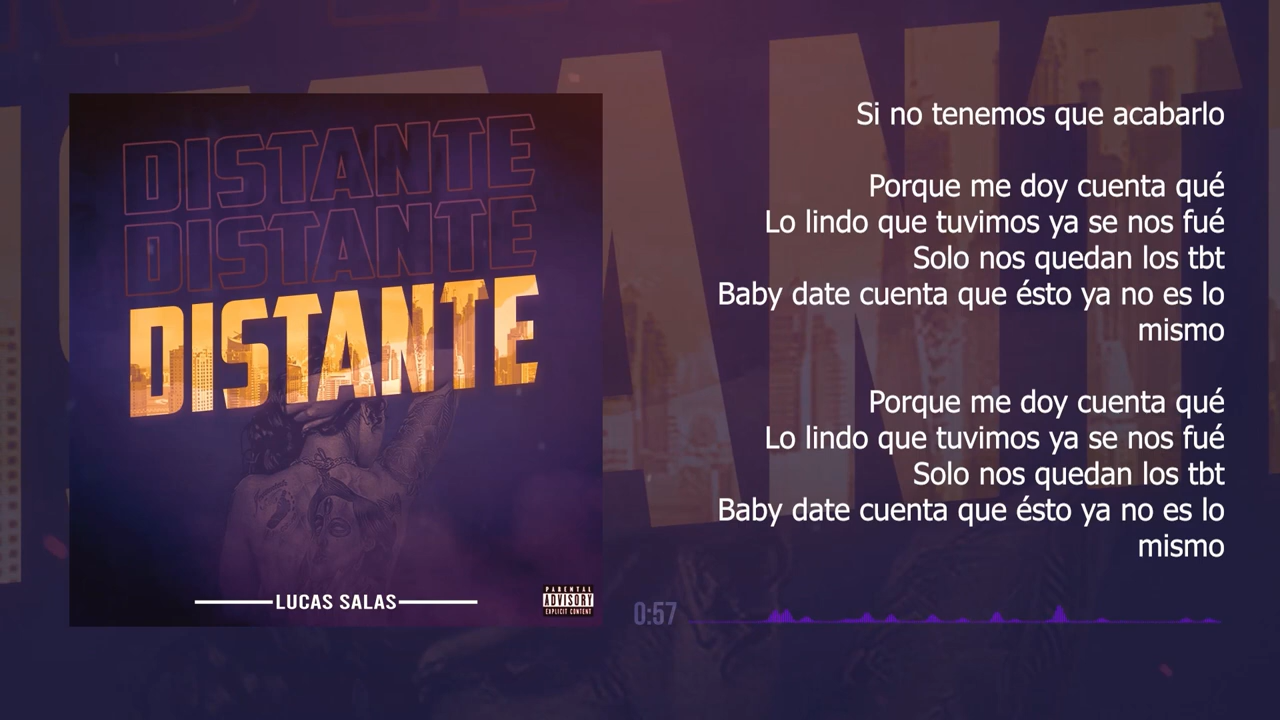 DISTANTE
DISTANTE
DISTANTE
LUCAS SALAS
PARENTAL
ADVISORY
EXPLICIT CONTENT
Si no tenemos que acabarlo
Porque me doy cuenta qué
Lo lindo que tuvimos ya se nos fué
Solo nos quedan los tbt
Baby date cuenta que ésto ya no es lo
mismo
Porque me doy cuenta qué
Lo lindo que tuvimos ya se nos fué
Solo nos quedan los tbt
Baby date cuenta que ésto ya no es lo
mismo
0:57